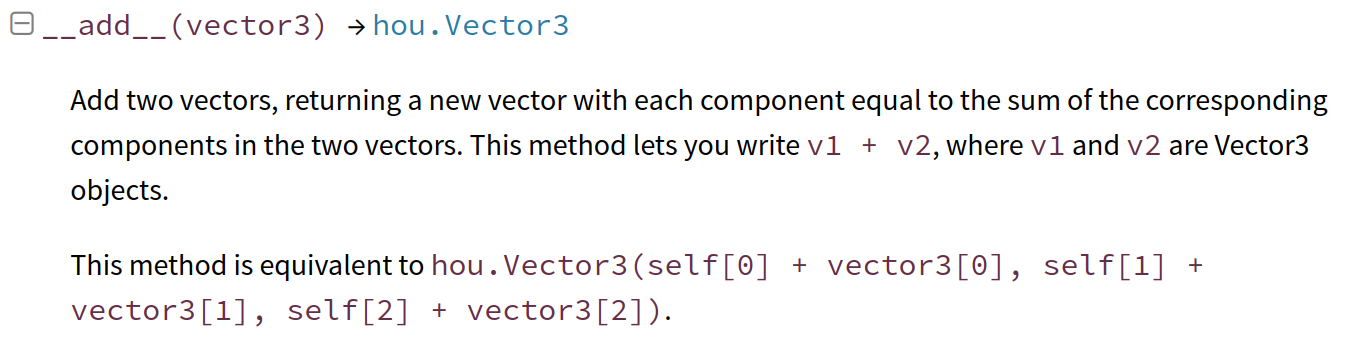 __add__(vector3) → hou.Vector3
Add two vectors, returning a new vector with each component equal to the sum of the corresponding
components in the two vectors. This method lets you write v1 + v2, where v1 and v2 are Vector3
objects.
This method is equivalent to hou.Vector3(self[0] + vector3[0], self[1] +
vector3[1], self[2] + vector3[2]).